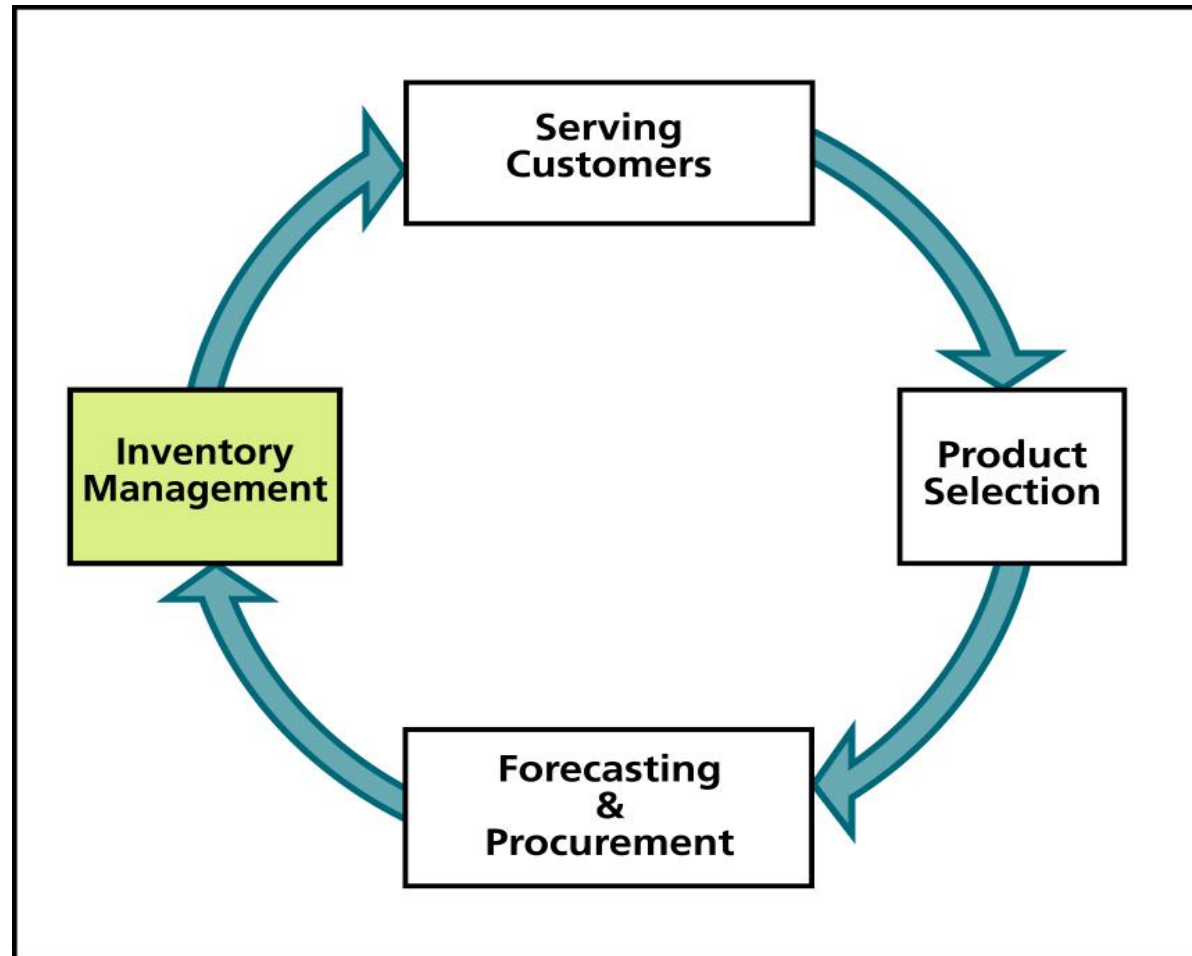 Serving
Customers
Product
Selection
Forecasting
&
Procurement
Inventory
Management